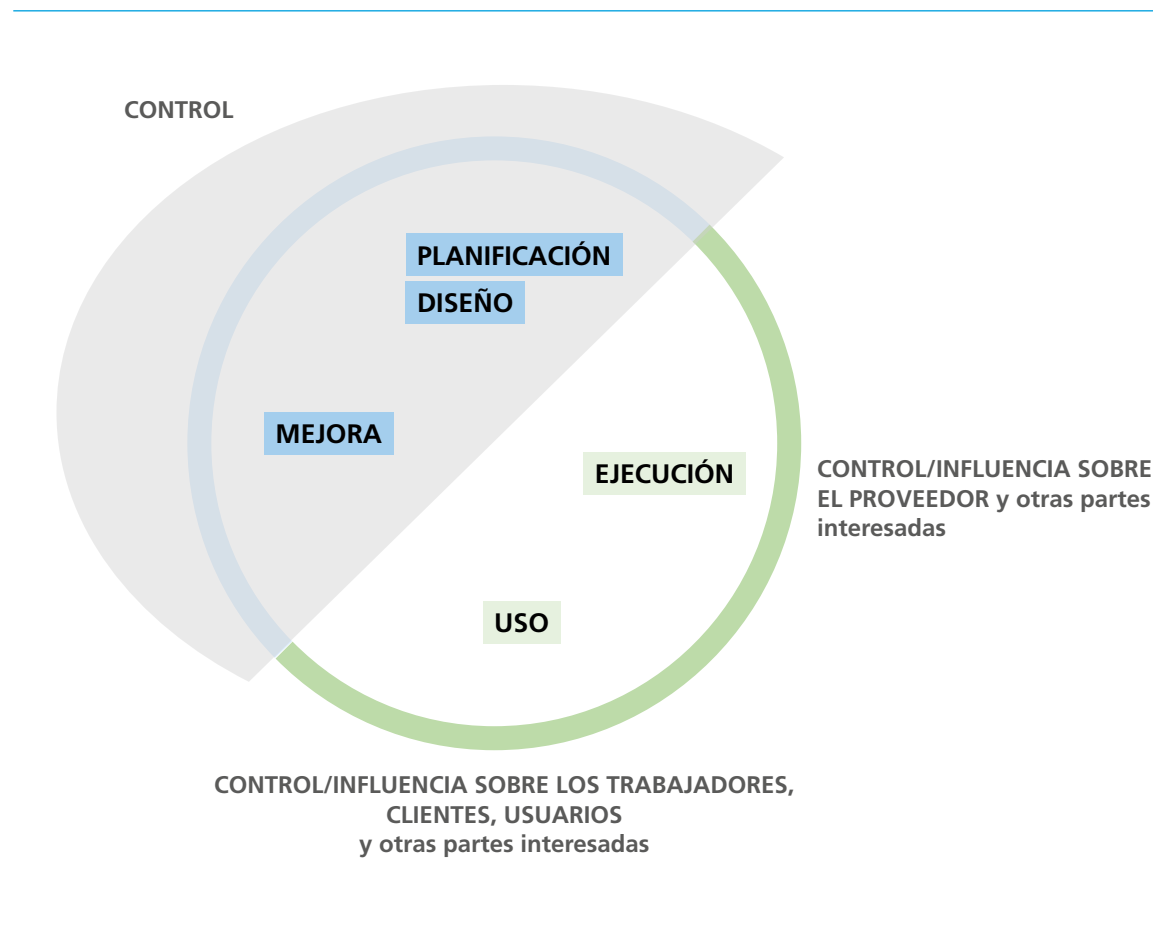 CONTROL
PLANIFICACIÓN
DISEÑO
MEJORA
EJECUCIÓN
CONTROL/INFLUENCIA SOBRE
EL PROVEEDOR y otras partes
interesadas
USO
CONTROL/INFLUENCIA SOBRE LOS TRABAJADORES,
CLIENTES, USUARIOS
y otras partes interesadas